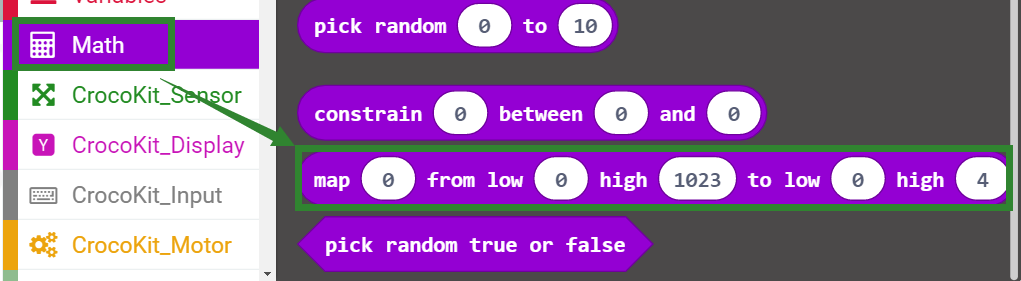 Variables
Math
CrocoKit_Sensor
Y CrocoKit_Display
CrocoKit_Input
CrocoKit_Motor
pick random 0 to 10
constrain 0 between 0 and 0
map 0 from low 0 high 1023 to low 0 high 4
pick random true or false